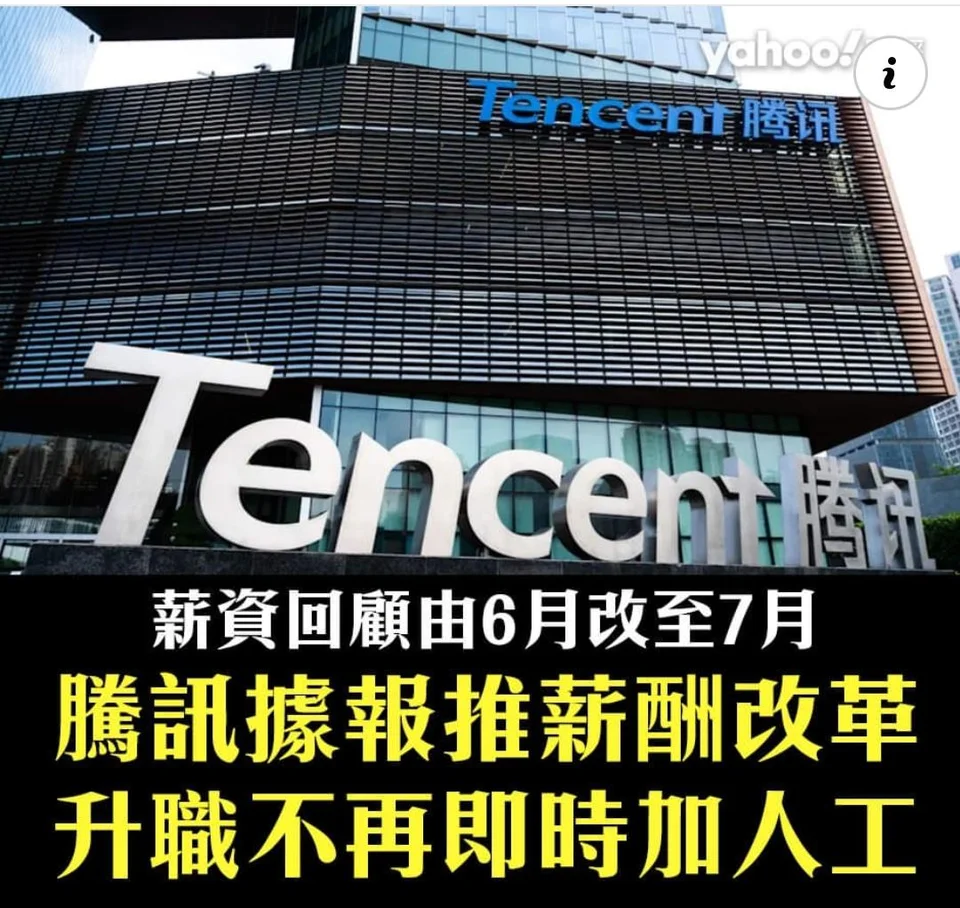 yahoo!
Tencent 腾讯
Tencent 腾讯
薪資回顧由6月改至7月
騰訊據報推薪酬改革
升職不再即時加人工